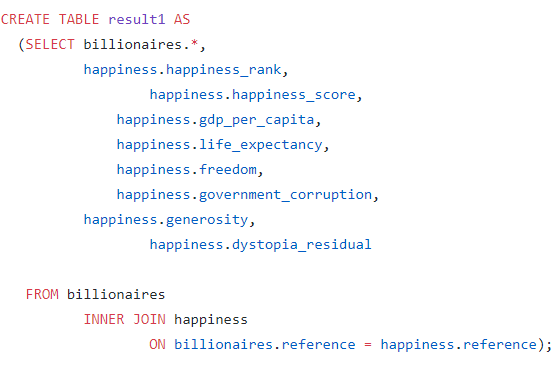 CREATE TABLE result1 AS
(SELECT billionaires.*,
happiness.happiness_rank,
happiness.happiness_score,
happiness.gdp_per_capita,
happiness.life_expectancy,
happiness.freedom,
happiness.government_corruption,
happiness.generosity,
happiness.dystopia_residual
FROM billionaires
INNER JOIN happiness
ON billionaires.reference = happiness.reference);